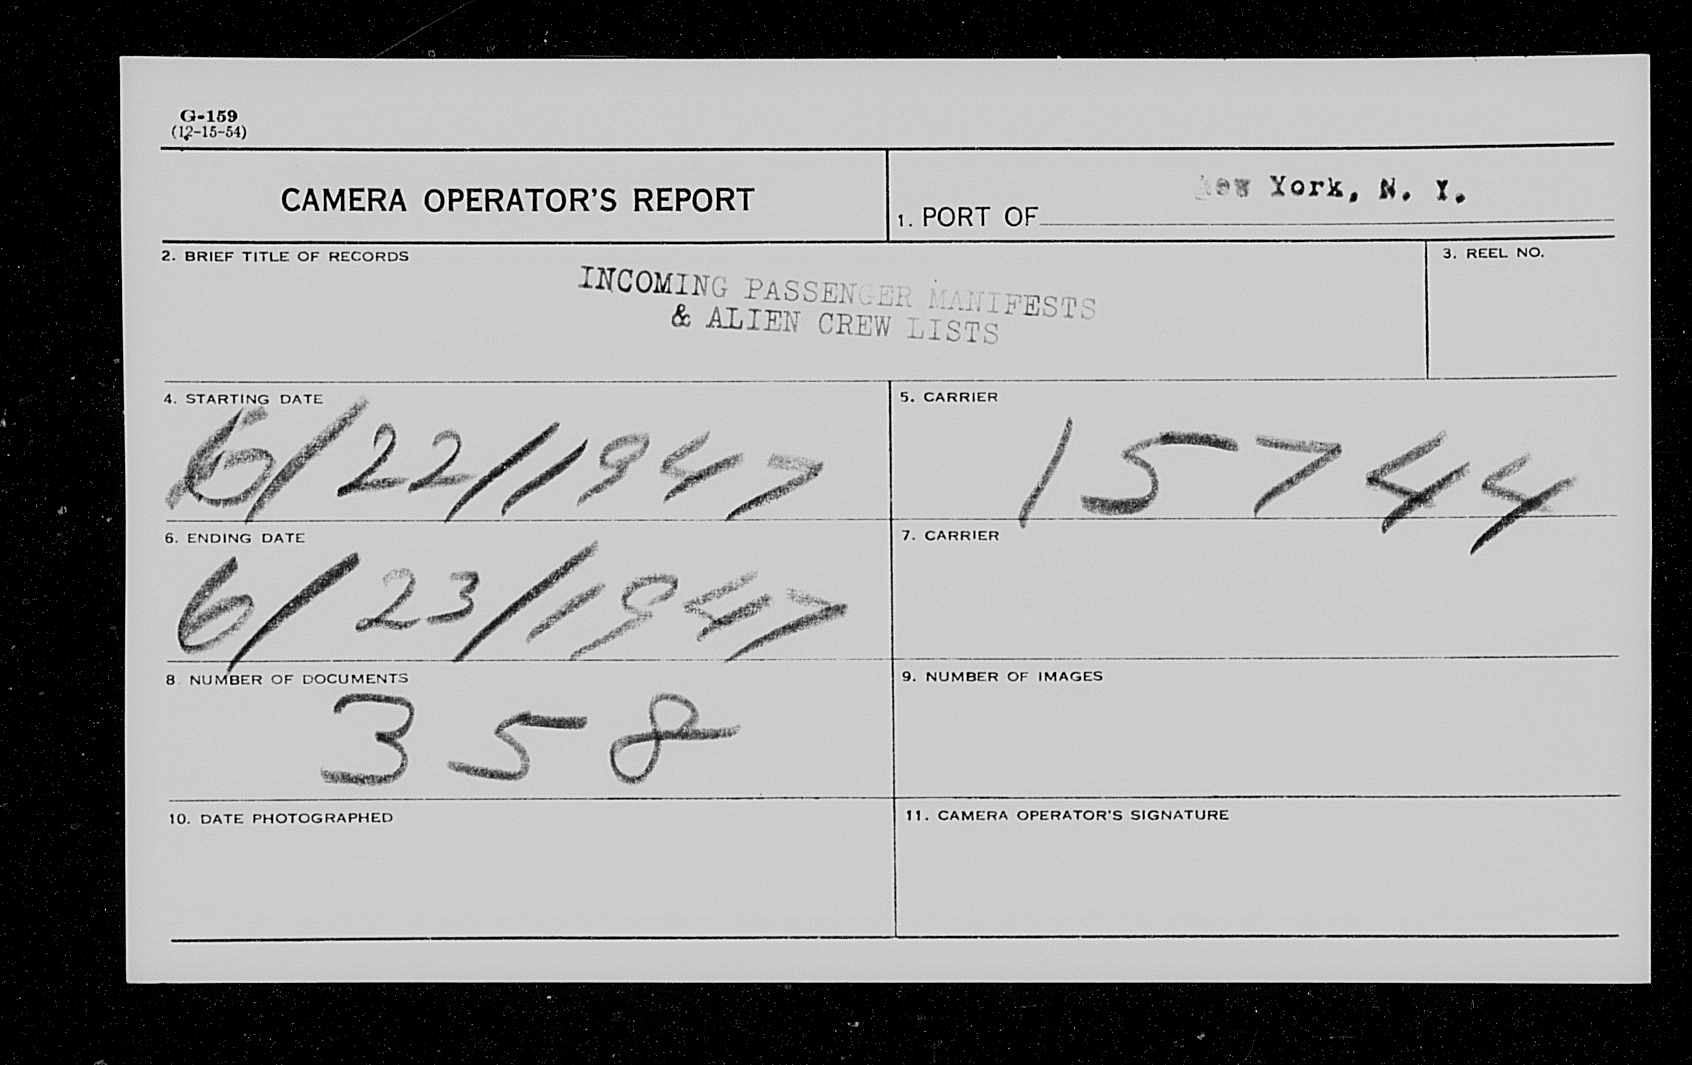 G-159
(12-15-54)
CAMERA OPERATOR'S REPORT
1. PORT OF New York, N. Y.
2. BRIEF TITLE OF RECORDS
INCOMING PASSENGER MANIFESTS
& ALIEN CREW LISTS
3. REEL NO.
4. STARTING DATE
6/22/1947
5. CARRIER
15744
6. ENDING DATE
6/23/1947
7. CARRIER
8. NUMBER OF DOCUMENTS
358
9. NUMBER OF IMAGES
10. DATE PHOTOGRAPHED
11. CAMERA OPERATOR'S SIGNATURE